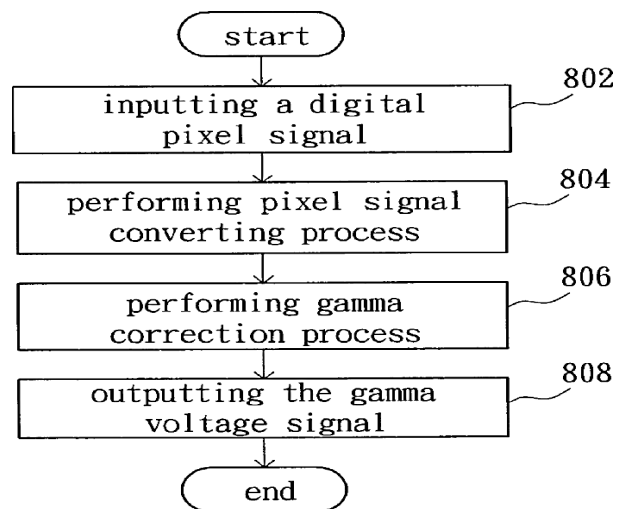 start
802
inputting a digital
pixel signal
804
performing pixel signal
converting process
806
performing gamma
correction process
808
outputting the gamma
voltage signal
end